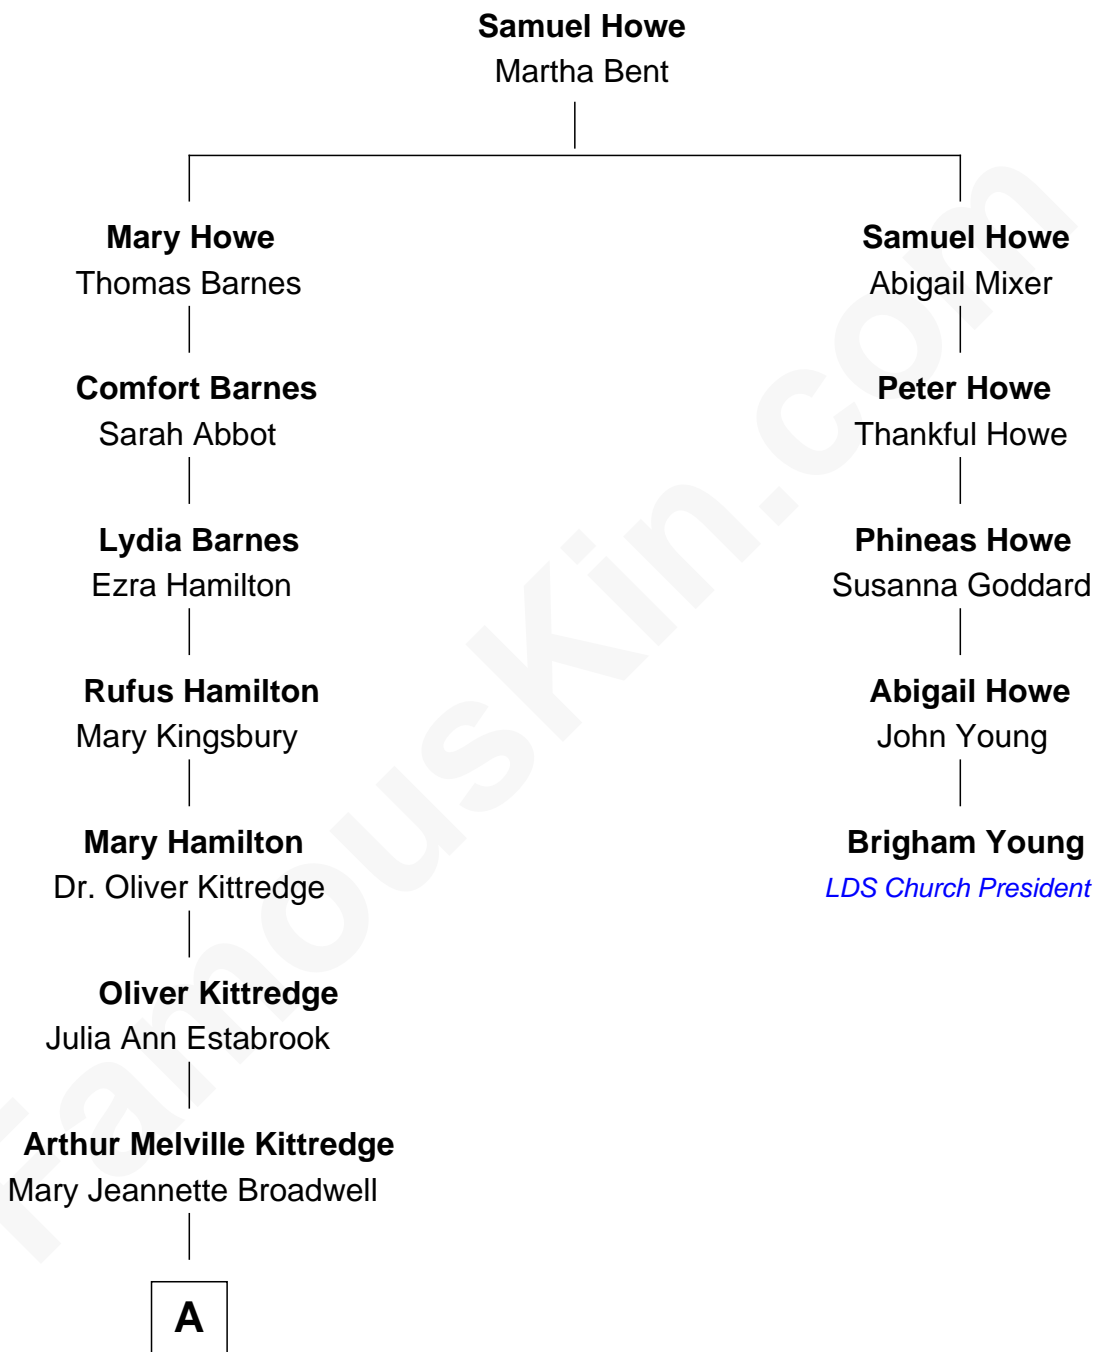 Samuel Howe
Martha Bent
Mary Howe
Thomas Barnes
Samuel Howe
Abigail Mixer
Comfort Barnes
Sarah Abbot
Peter Howe
Thankful Howe
Lydia Barnes
Ezra Hamilton
Phineas Howe
Susanna Goddard
Rufus Hamilton
Mary Kingsbury
Abigail Howe
John Young
Mary Hamilton
Dr. Oliver Kittredge
Brigham Young
LDS Church President
Oliver Kittredge
Julia Ann Estabrook
Arthur Melville Kittredge
Mary Jeannette Broadwell
A
FamousKin.com